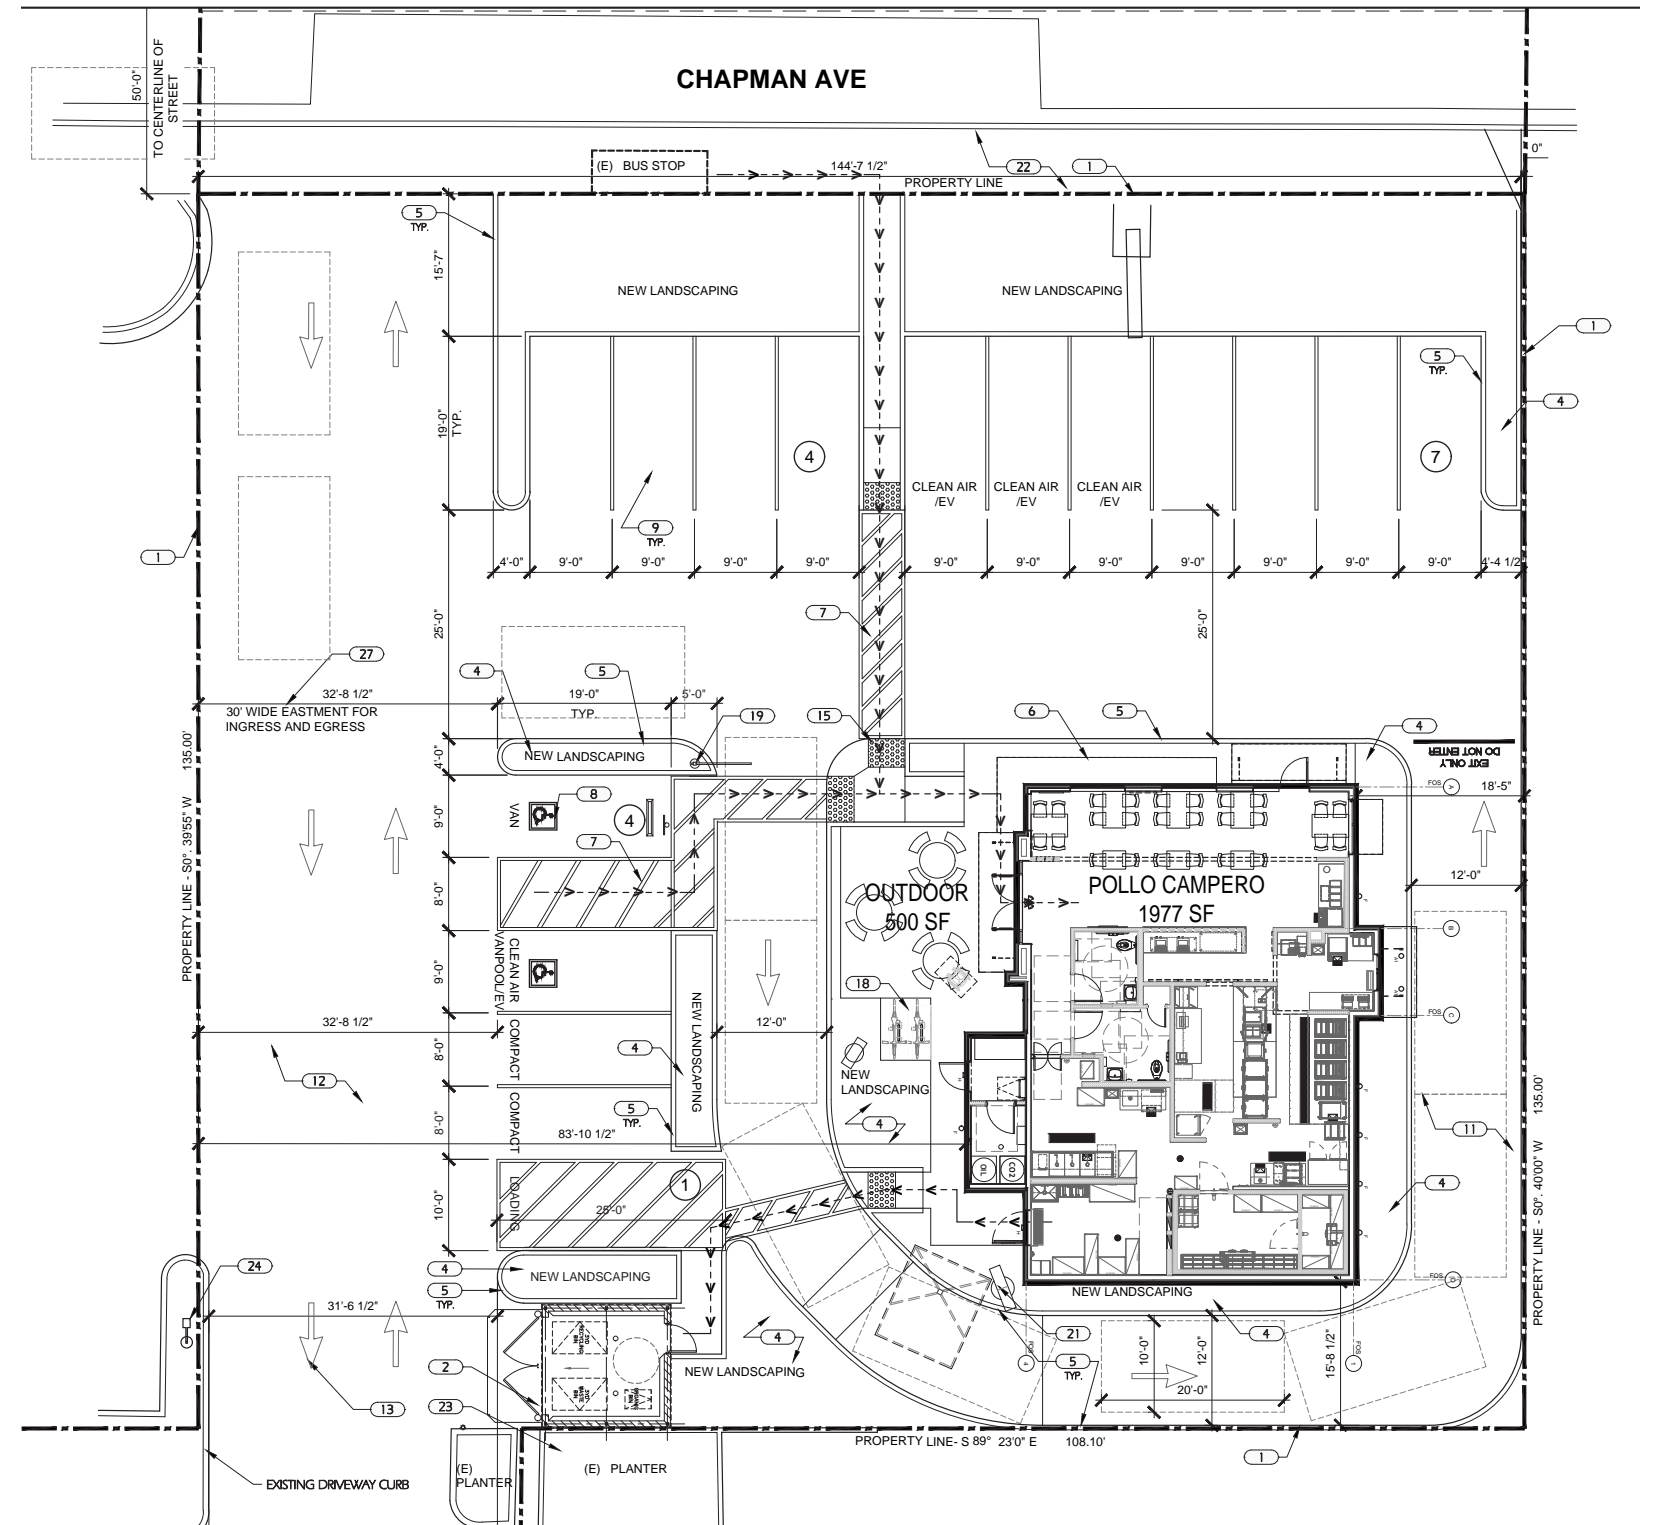 CHAPMAN AVE
50'-0"
TO CENTERLINE OF
STREET
0"
(E) BUS STOP
144'-7 1/2"
PROPERTY LINE
22
1
5
TYP.
15'-7"
NEW LANDSCAPING
NEW LANDSCAPING
1
5
TYP.
4
19'-0"
TYP.
4
7
CLEAN AIR
/EV
CLEAN AIR
/EV
CLEAN AIR
/EV
9
TYP.
1
4'-0"
9'-0"
9'-0"
9'-0"
9'-0"
9'-0"
9'-0"
9'-0"
9'-0"
9'-0"
9'-0"
9'-0"
4'-4 1/2"
25'-0"
7
25'-0"
27
4
5
32'-8 1/2"
19'-0"
TYP.
5'-0"
30' WIDE EASTMENT FOR
INGRESS AND EGRESS
19
15
6
5
4
4'-0"
NEW LANDSCAPING
EXIT ONLY
DO NOT ENTER
FOS
A
18'-5"
PROPERTY LINE - S0°. 39'55" W 135.00'
9'-0"
VAN
8
4
7
8'-0"
OUTDOOR
500 SF
POLLO CAMPERO
1977 SF
12'-0"
FOS
B
9'-0"
CLEAN AIR
VANPOOL/EV
18
NEW LANDSCAPING
32'-8 1/2"
12'-0"
FOS
C
8'-0"
COMPACT
4
12
NEW
LANDSCAPING
4
8'-0"
COMPACT
5
TYP.
83'-10 1/2"
11
PROPERTY LINE - S0°. 40'00" W 135.00'
OIL
CO2
10'-0"
LOADING
1
25'-0"
4
24
4
NEW LANDSCAPING
5
TYP.
FOS
D
NEW LANDSCAPING
31'-6 1/2"
4
21
4
5
TYP.
2
NEW LANDSCAPING
FOS
4
10'-0"
12'-0"
20'-0"
15'-8 1/2"
FOS
1
13
23
PROPERTY LINE- S 89° 23'0" E 108.10'
1
(E)
PLANTER
(E) PLANTER
EXISTING DRIVEWAY CURB